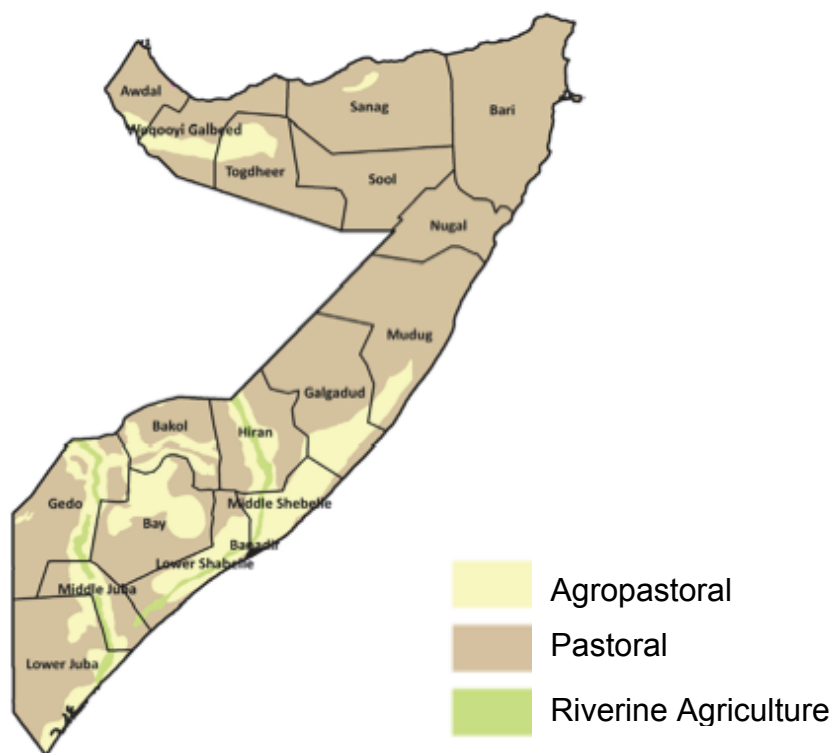 Awdal
Sanag
Bari
Woqooyi Galbeed
Togdheer
Sool
Nugal
Mudug
Galgadud
Bakol
Hiran
Gedo
Middle Shebelle
Bay
Banadir
Lower Shabelle
Middle Juba
Lower Juba
Agropastoral
Pastoral
Riverine Agriculture